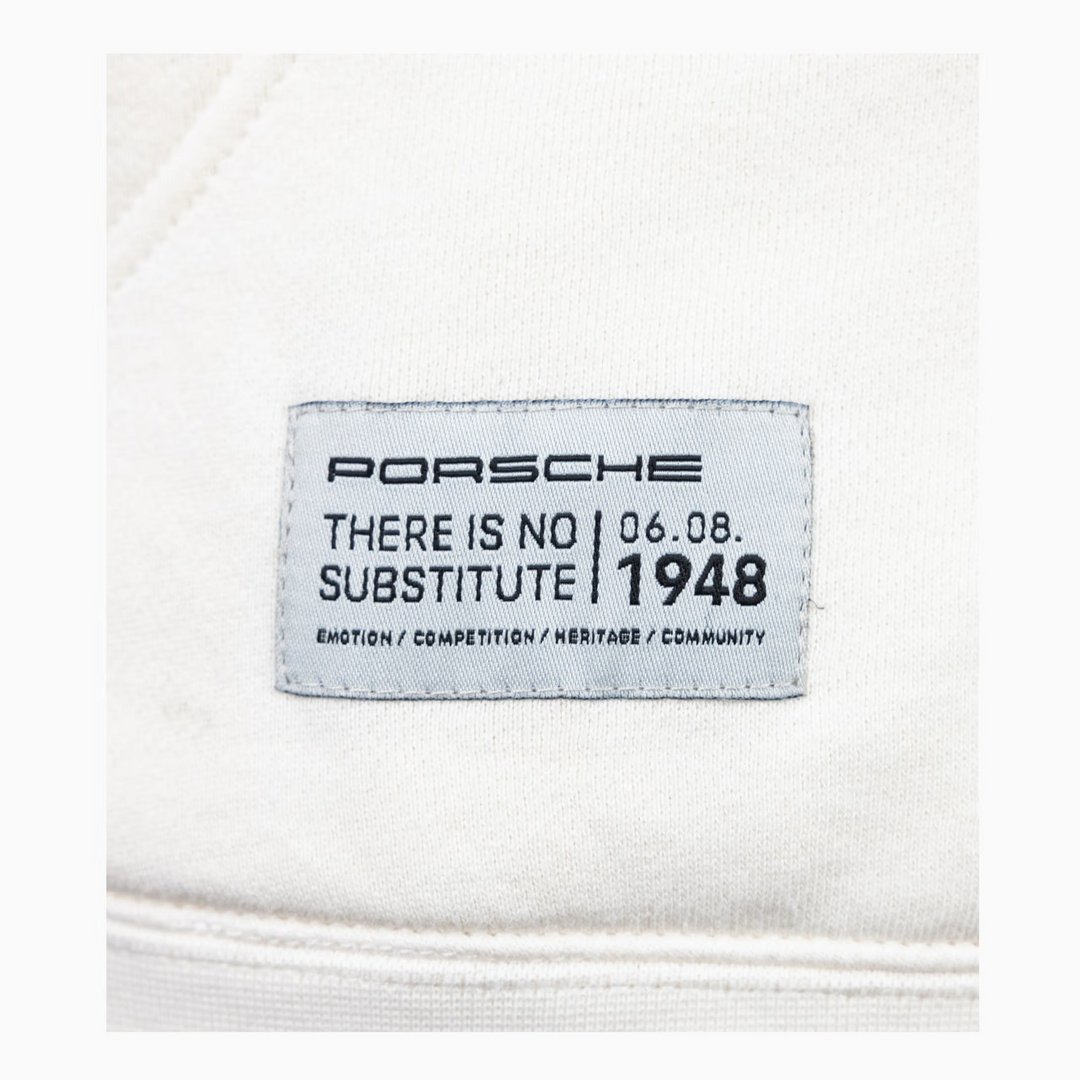 PORSCHE
THERE IS NO
SUBSTITUTE
06.08.
1948
EMOTION / COMPETITION / HERITAGE / COMMUNITY